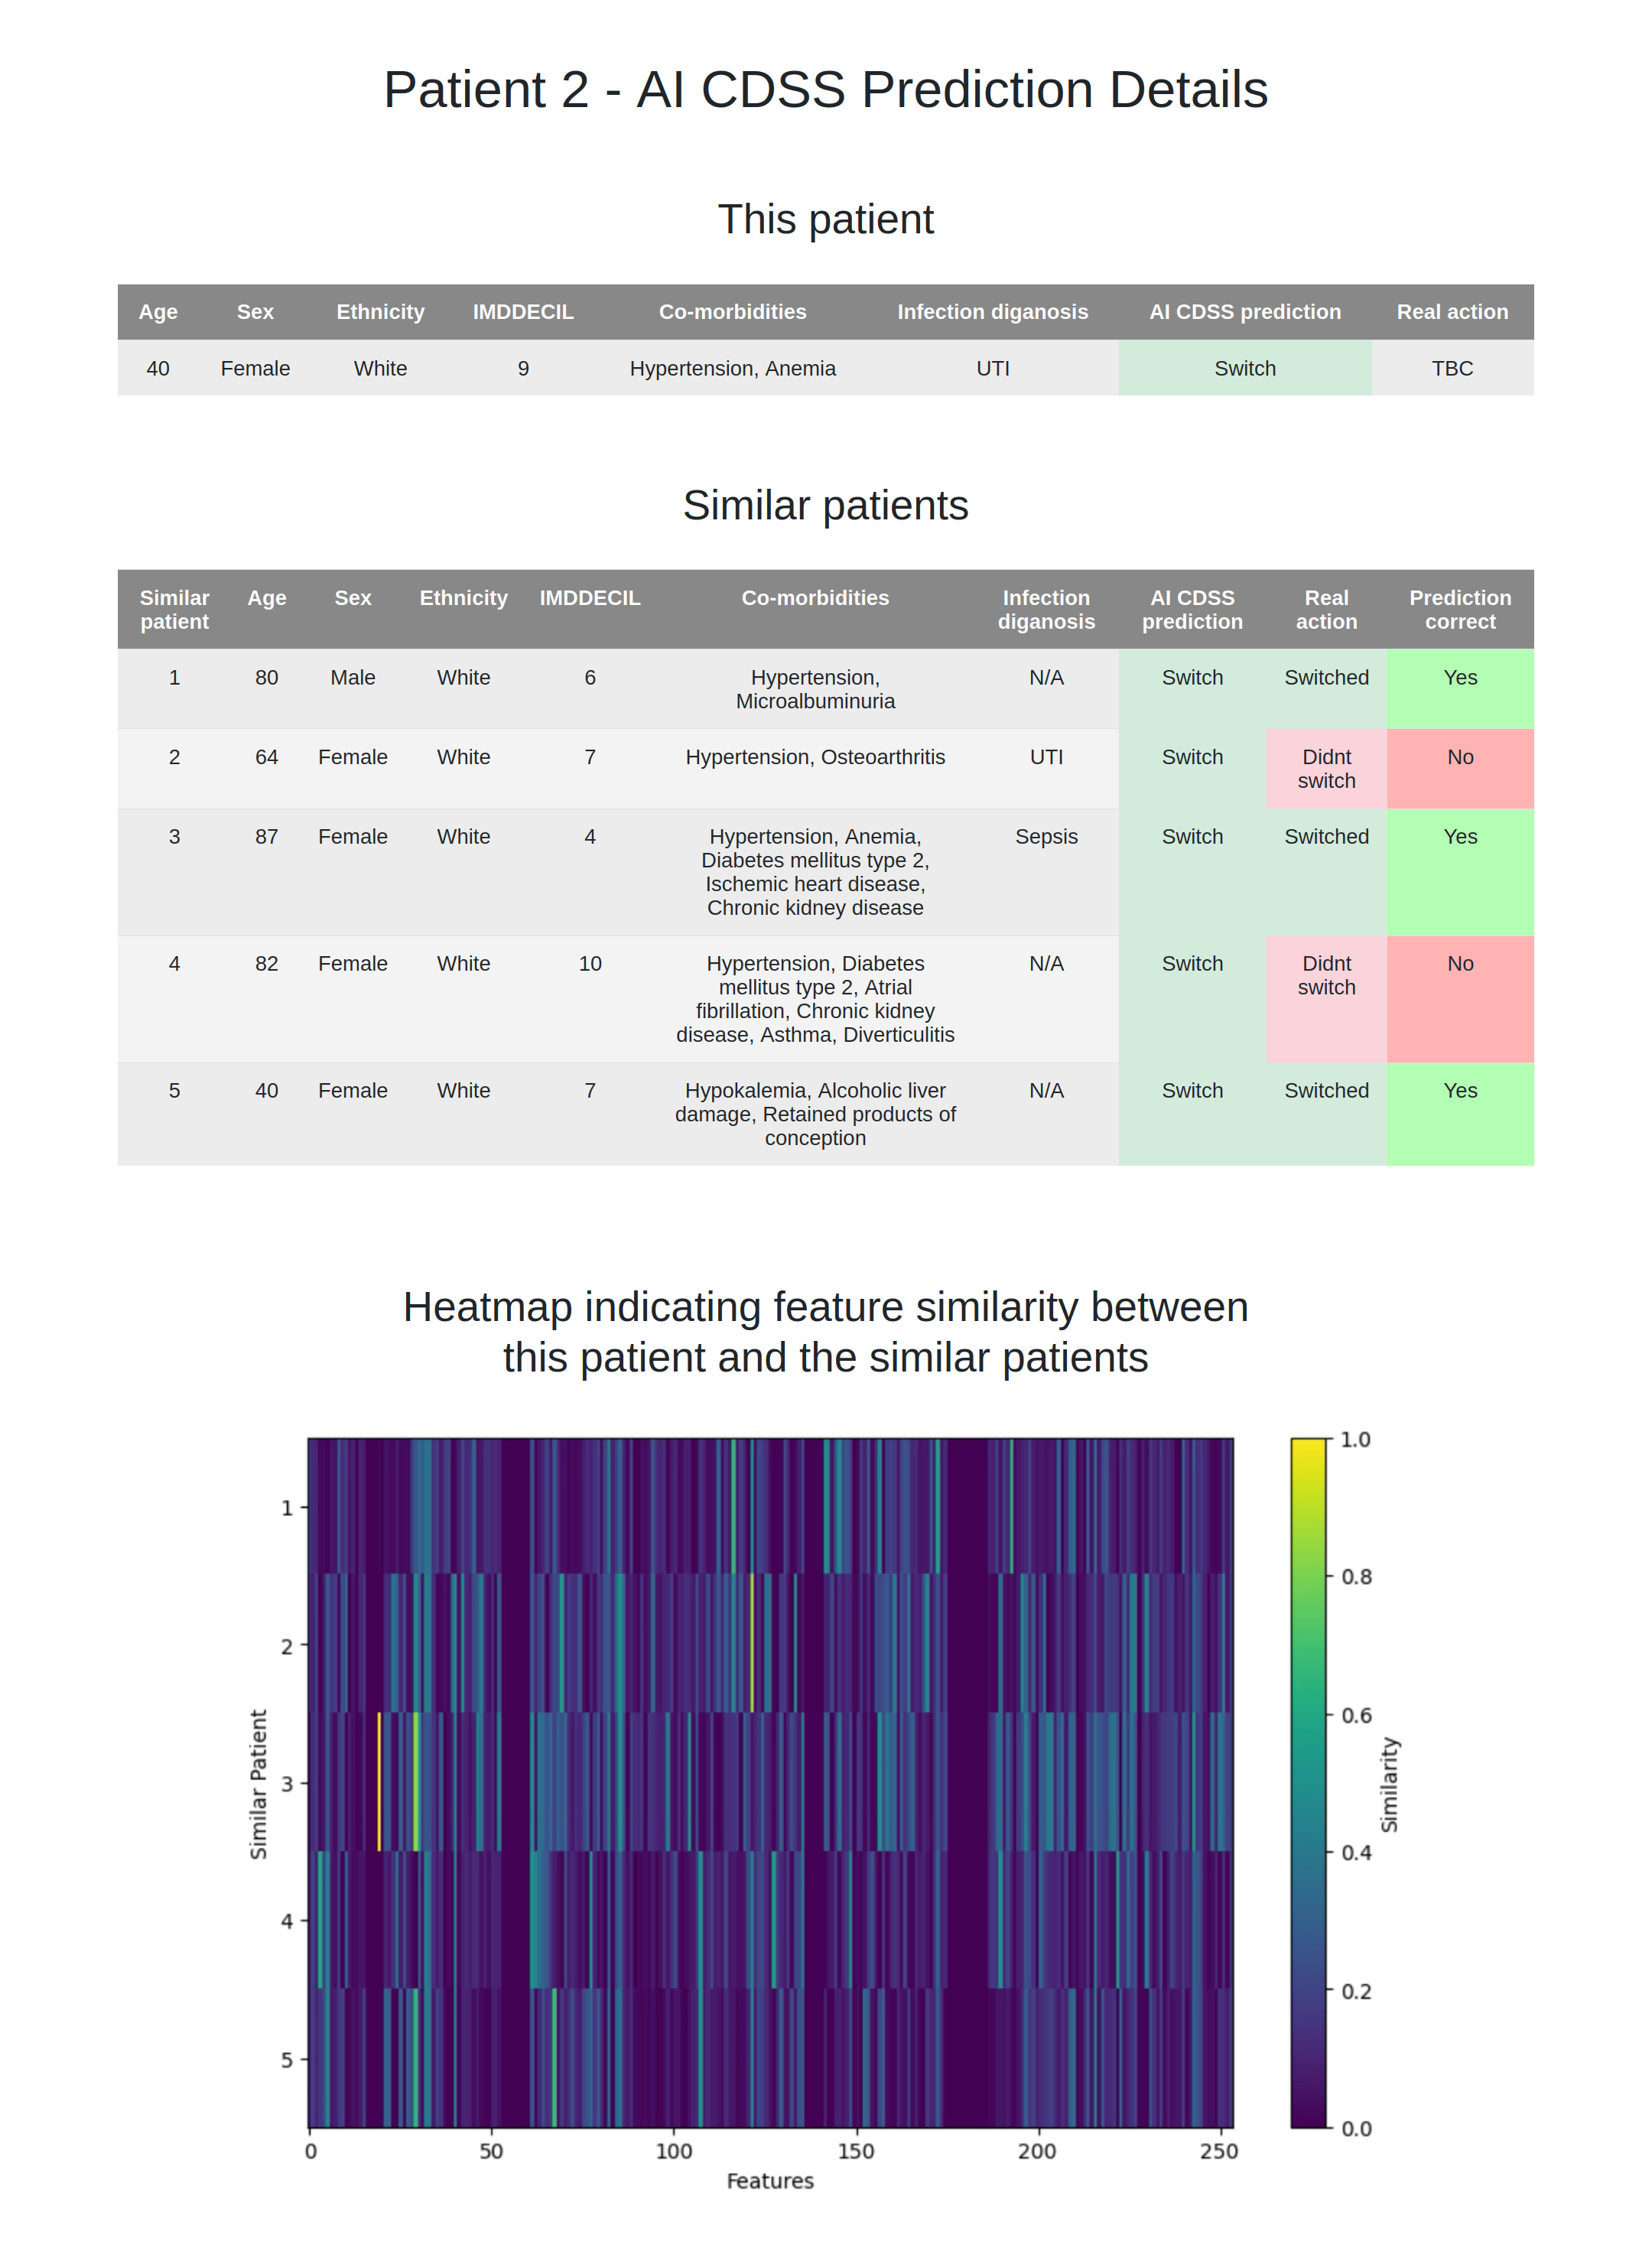 Patient 2 - AI CDSS Prediction Details
This patient
Age Sex Ethnicity IMDDECIL Co-morbidities Infection diganosis AI CDSS prediction Real action
40 Female White 9 Hypertension, Anemia UTI Switch TBC
Similar patients
Similar patient Age Sex Ethnicity IMDDECIL Co-morbidities Infection diganosis AI CDSS prediction Real action Prediction correct
1 80 Male White 6 Hypertension, Microalbuminuria N/A Switch Switched Yes
2 64 Female White 7 Hypertension, Osteoarthritis UTI Switch Didnt switch No
3 87 Female White 4 Hypertension, Anemia, Diabetes mellitus type 2, Ischemic heart disease, Chronic kidney disease Sepsis Switch Switched Yes
4 82 Female White 10 Hypertension, Diabetes mellitus type 2, Atrial fibrillation, Chronic kidney disease, Asthma, Diverticulitis N/A Switch Didnt switch No
5 40 Female White 7 Hypokalemia, Alcoholic liver damage, Retained products of conception N/A Switch Switched Yes
Heatmap indicating feature similarity between
this patient and the similar patients
Similar Patient
1
2
3
4
5
0 50 100 150 200 250
Features
1.0
0.8
0.6
0.4
0.2
0.0
Similarity